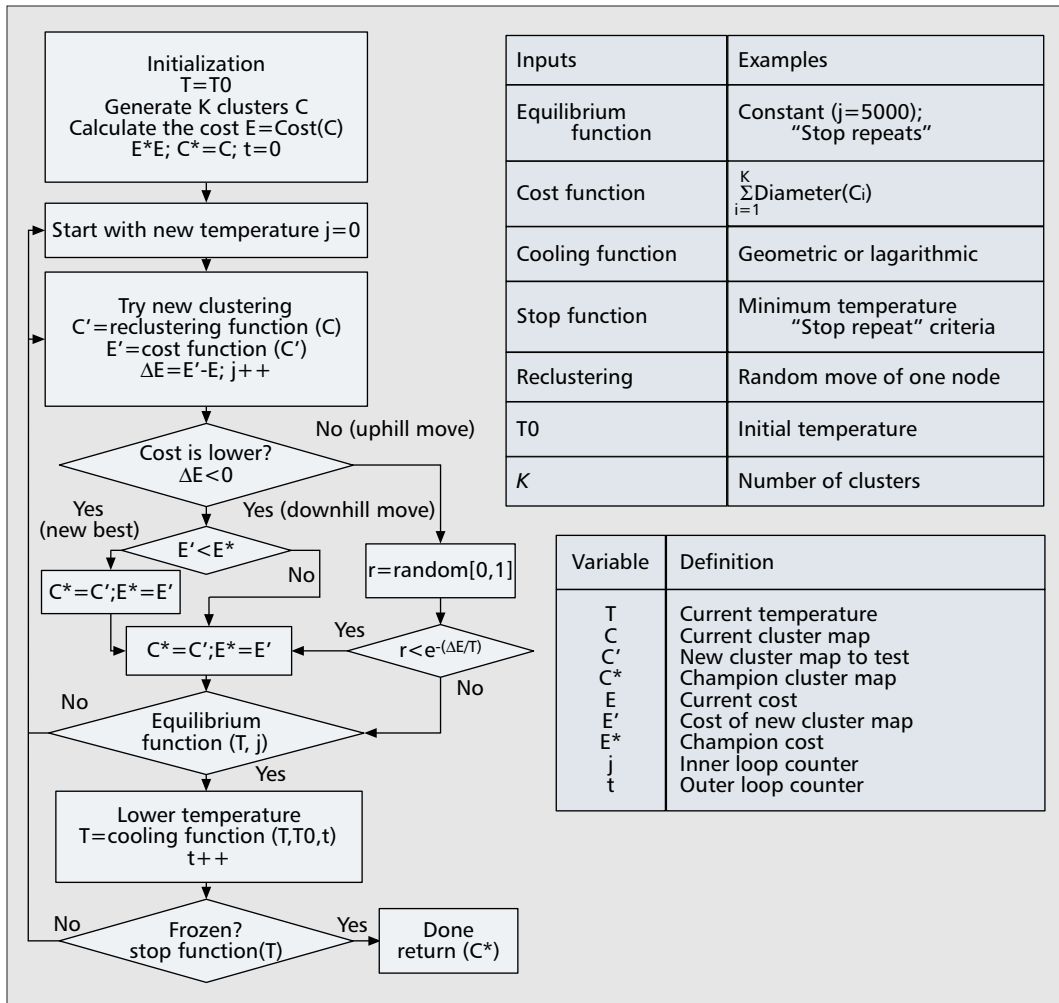 Initialization
T=T0
Generate K clusters C
Calculate the cost E=Cost(C)
E*E; C*=C; t=0
Start with new temperature j=0
Try new clustering
C’=reclustering function (C)
E’=cost function (C’)
ΔE=E’-E; j++
No (uphill move)
Cost is lower?
ΔE<0
Yes
(new best)
Yes (downhill move)
E’<E*
No
C*=C’;E*=E’
r=random[0,1]
C*=C’;E*=E’
Yes
r<e-(ΔE/T)
No
No
Equilibrium
function (T, j)
Yes
Lower temperature
T=cooling function (T,T0,t)
t++
No
Frozen?
stop function(T)
Yes
Done
return (C*)
Inputs Examples
Equilibrium
function
Constant (j=5000);
“Stop repeats”
Cost function
K
ΣDiameter(Ci)
i=1
Cooling function Geometric or lagarithmic
Stop function
Minimum temperature
“Stop repeat” criteria
Reclustering Random move of one node
T0 Initial temperature
K Number of clusters
Variable Definition
T Current temperature
C Current cluster map
C’ New cluster map to test
C* Champion cluster map
E Current cost
E’ Cost of new cluster map
E* Champion cost
j Inner loop counter
t Outer loop counter